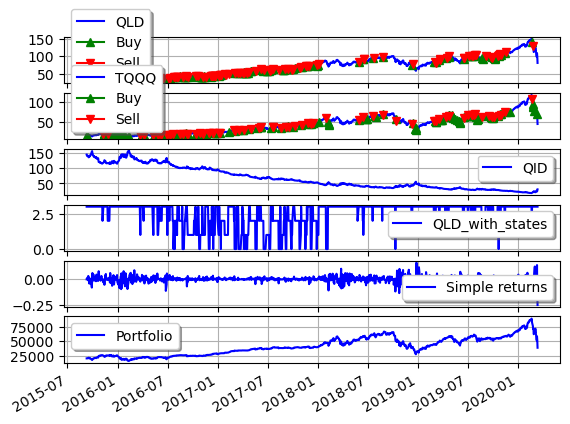 QLD
Buy
Sell
150
100
50
TQQQ
Buy
Sell
100
50
150
100
50
QID
2.5
0.0
QLD_with_states
0.00
−0.25
Simple returns
75000
50000
25000
Portfolio
2015-07
2016-01
2016-07
2017-01
2017-07
2018-01
2018-07
2019-01
2019-07
2020-01